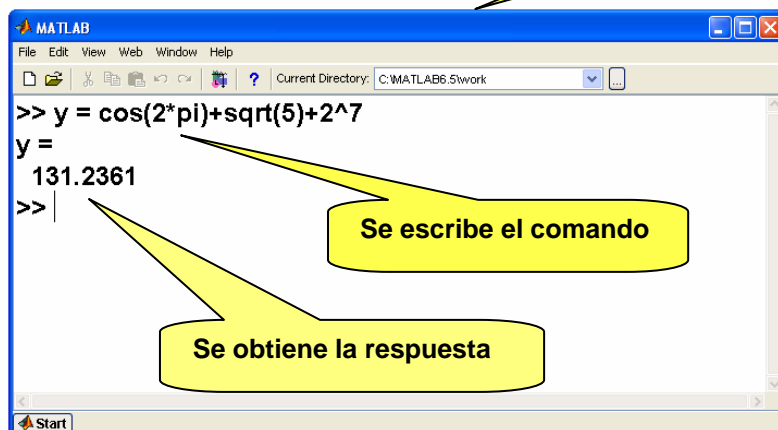 MATLAB
File Edit View Web Window Help
? Current Directory: C:\MATLAB6.5\work ...
>> y = cos(2*pi)+sqrt(5)+2^7
y =
131.2361
>>
Se escribe el comando
Se obtiene la respuesta
Start